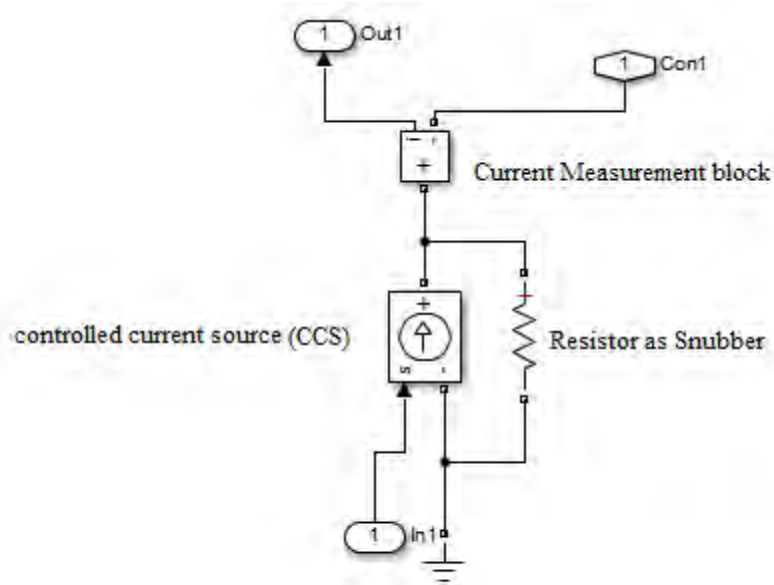 1 Out1
1 Con1
i -
+
Current Measurement block
+
controlled current source (CCS)
s -
+
Resistor as Snubber
1 In1